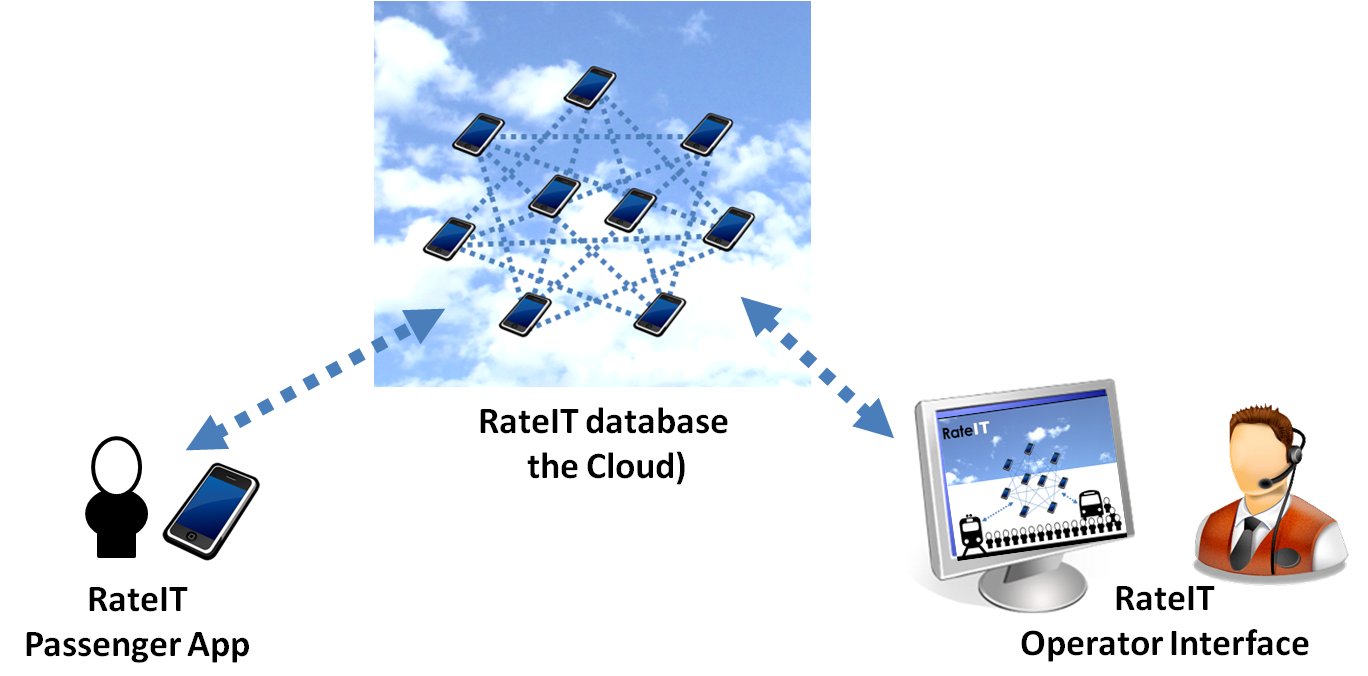 RateIT database
the Cloud)
RateIT
RateIT
Passenger App
RateIT
Operator Interface